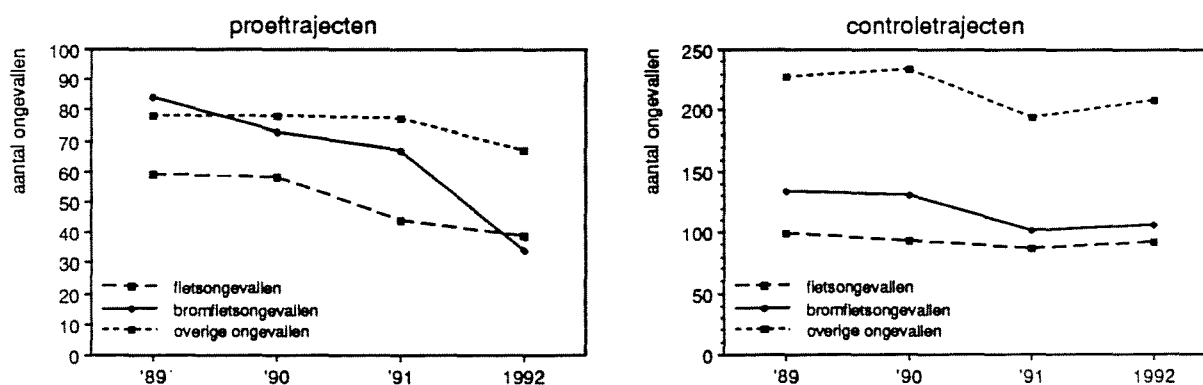 proeftrajecten
aantal ongevallen
100
90
80
70
60
50
40
30
20
10
0
fietsongevallen
bromfietsongevallen
overige ongevallen
'89 '90 '91 1992
controletrajecten
aantal ongevallen
250
200
150
100
50
0
fietsongevallen
bromfietsongevallen
overige ongevallen
'89 '90 '91 1992